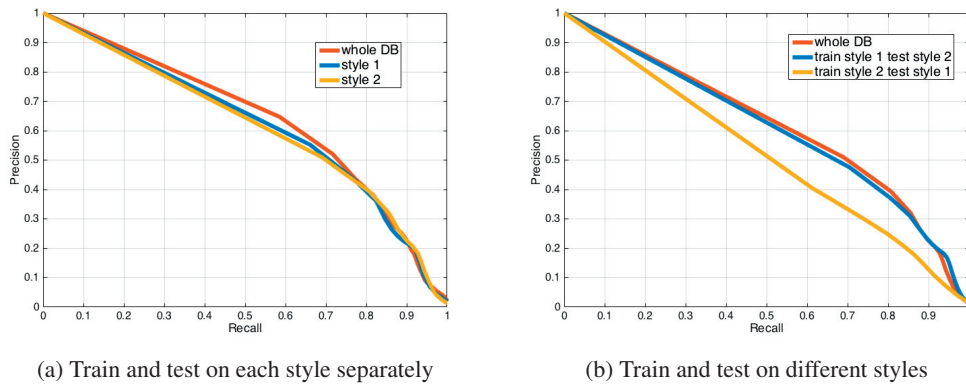 1
0.9
0.8
0.7
0.6
0.5
0.4
0.3
0.2
0.1
0
Precision
whole DB
style 1
style 2
0 0.1 0.2 0.3 0.4 0.5 0.6 0.7 0.8 0.9 1
Recall
(a) Train and test on each style separately
1
0.9
0.8
0.7
0.6
0.5
0.4
0.3
0.2
0.1
0
Precision
whole DB
train style 1 test style 2
train style 2 test style 1
0 0.1 0.2 0.3 0.4 0.5 0.6 0.7 0.8 0.9
Recall
(b) Train and test on different styles